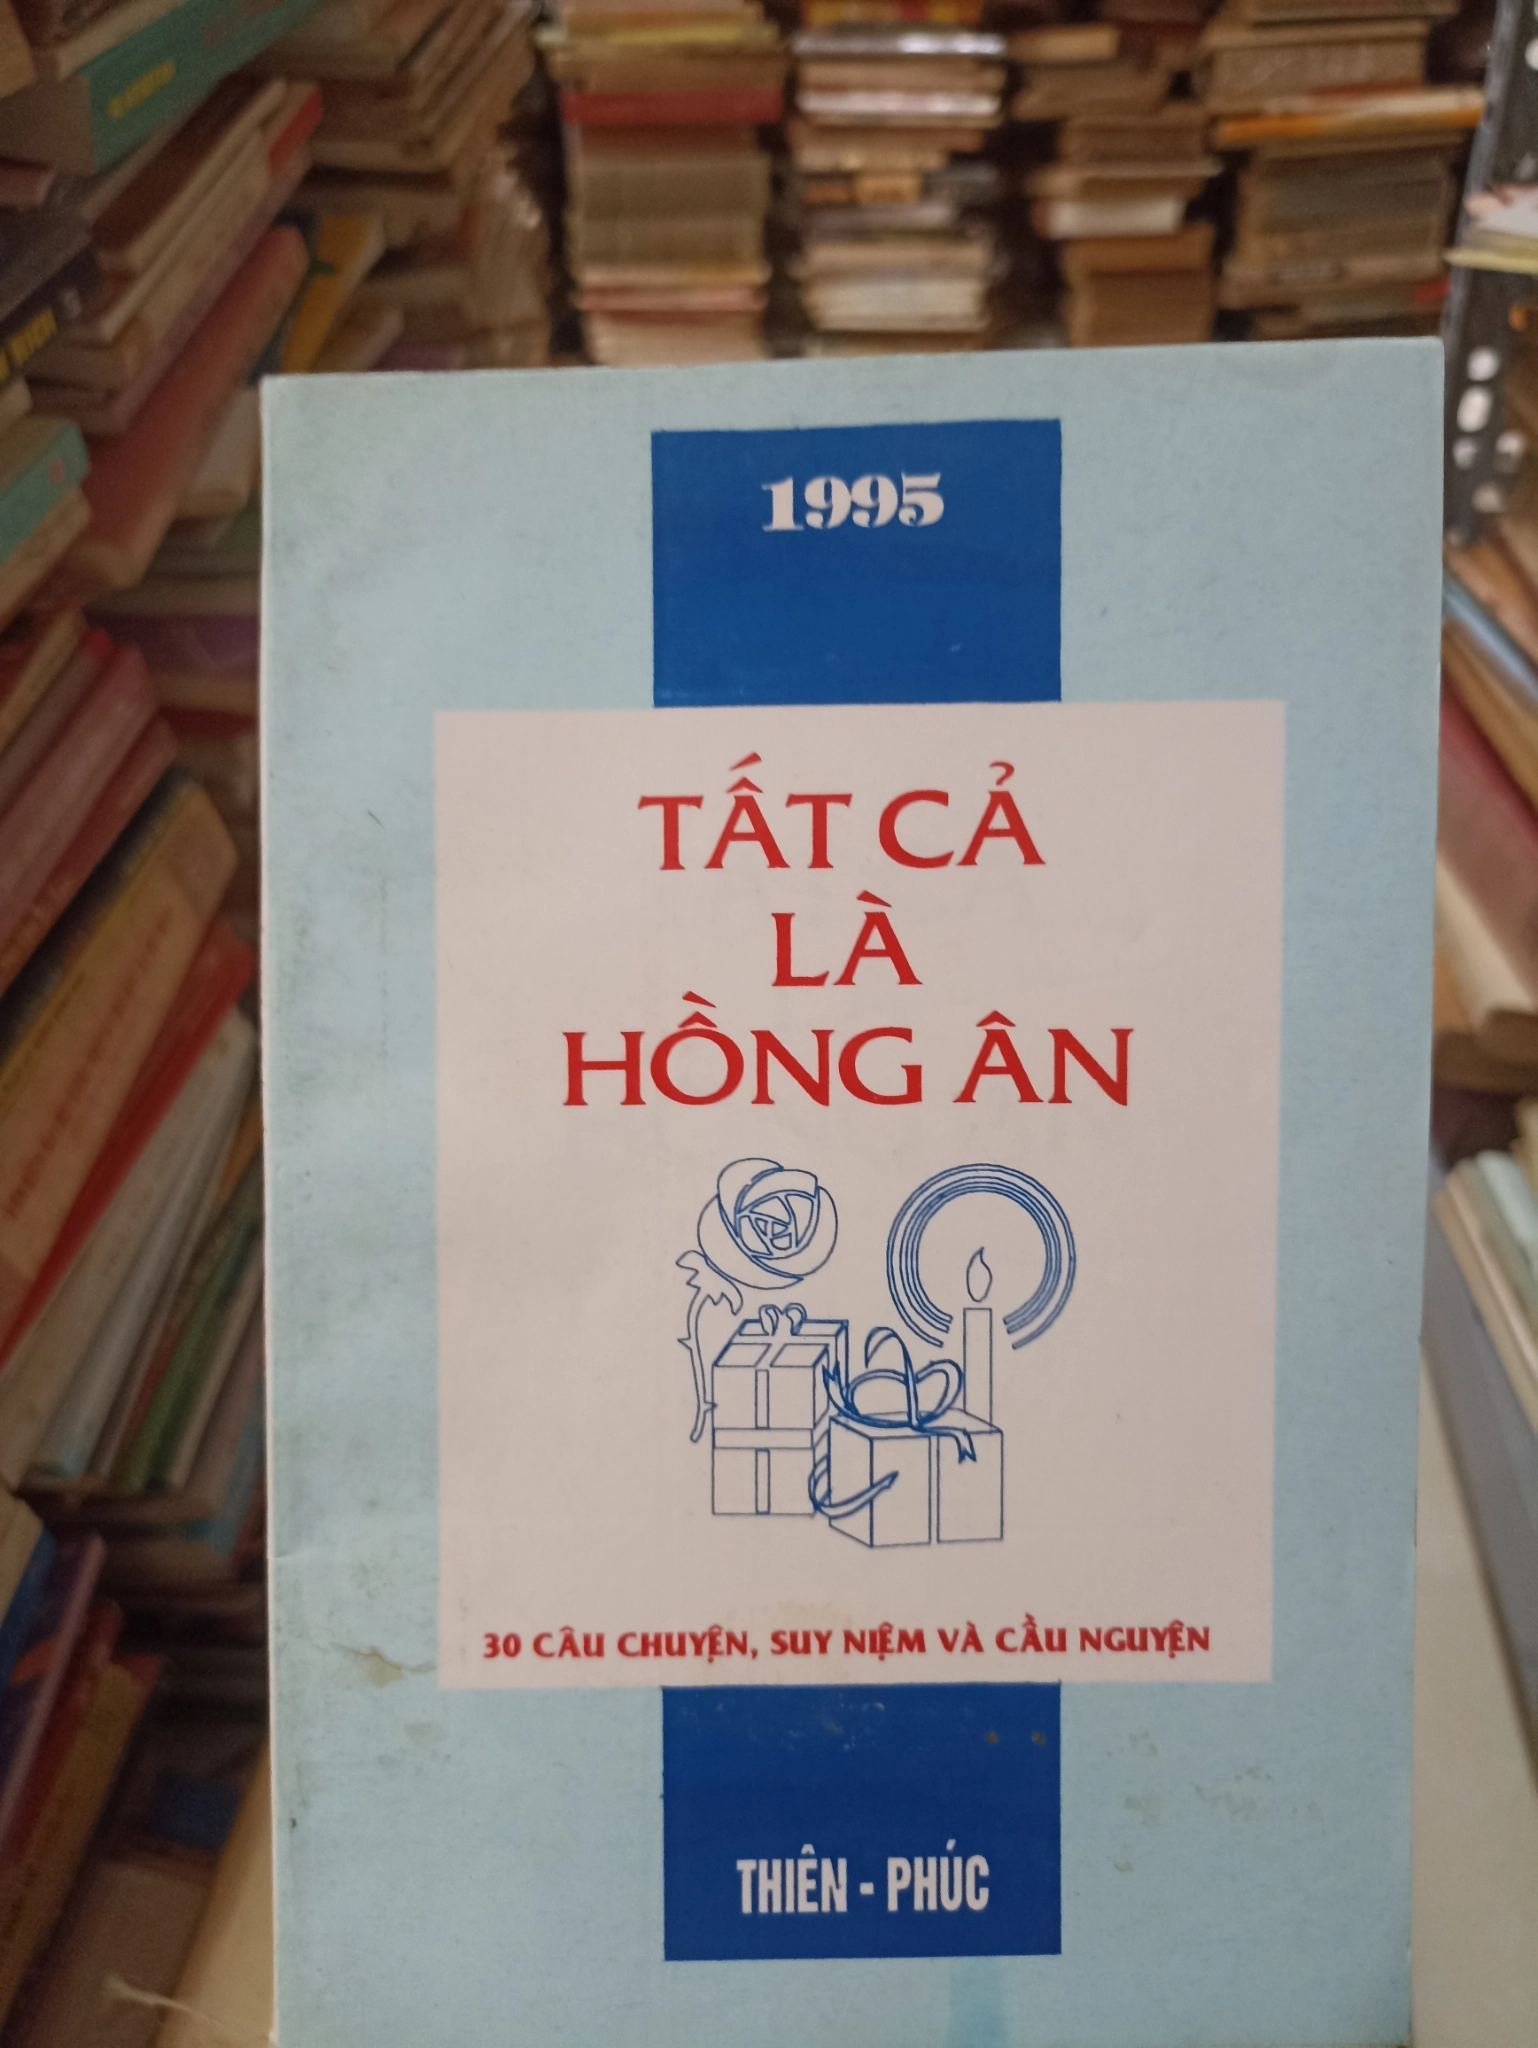 1995
TẤT CẢ
LÀ
HỒNG ÂN
30 CÂU CHUYỆN, SUY NIỆM VÀ CẦU NGUYỆN
THIÊN - PHÚC